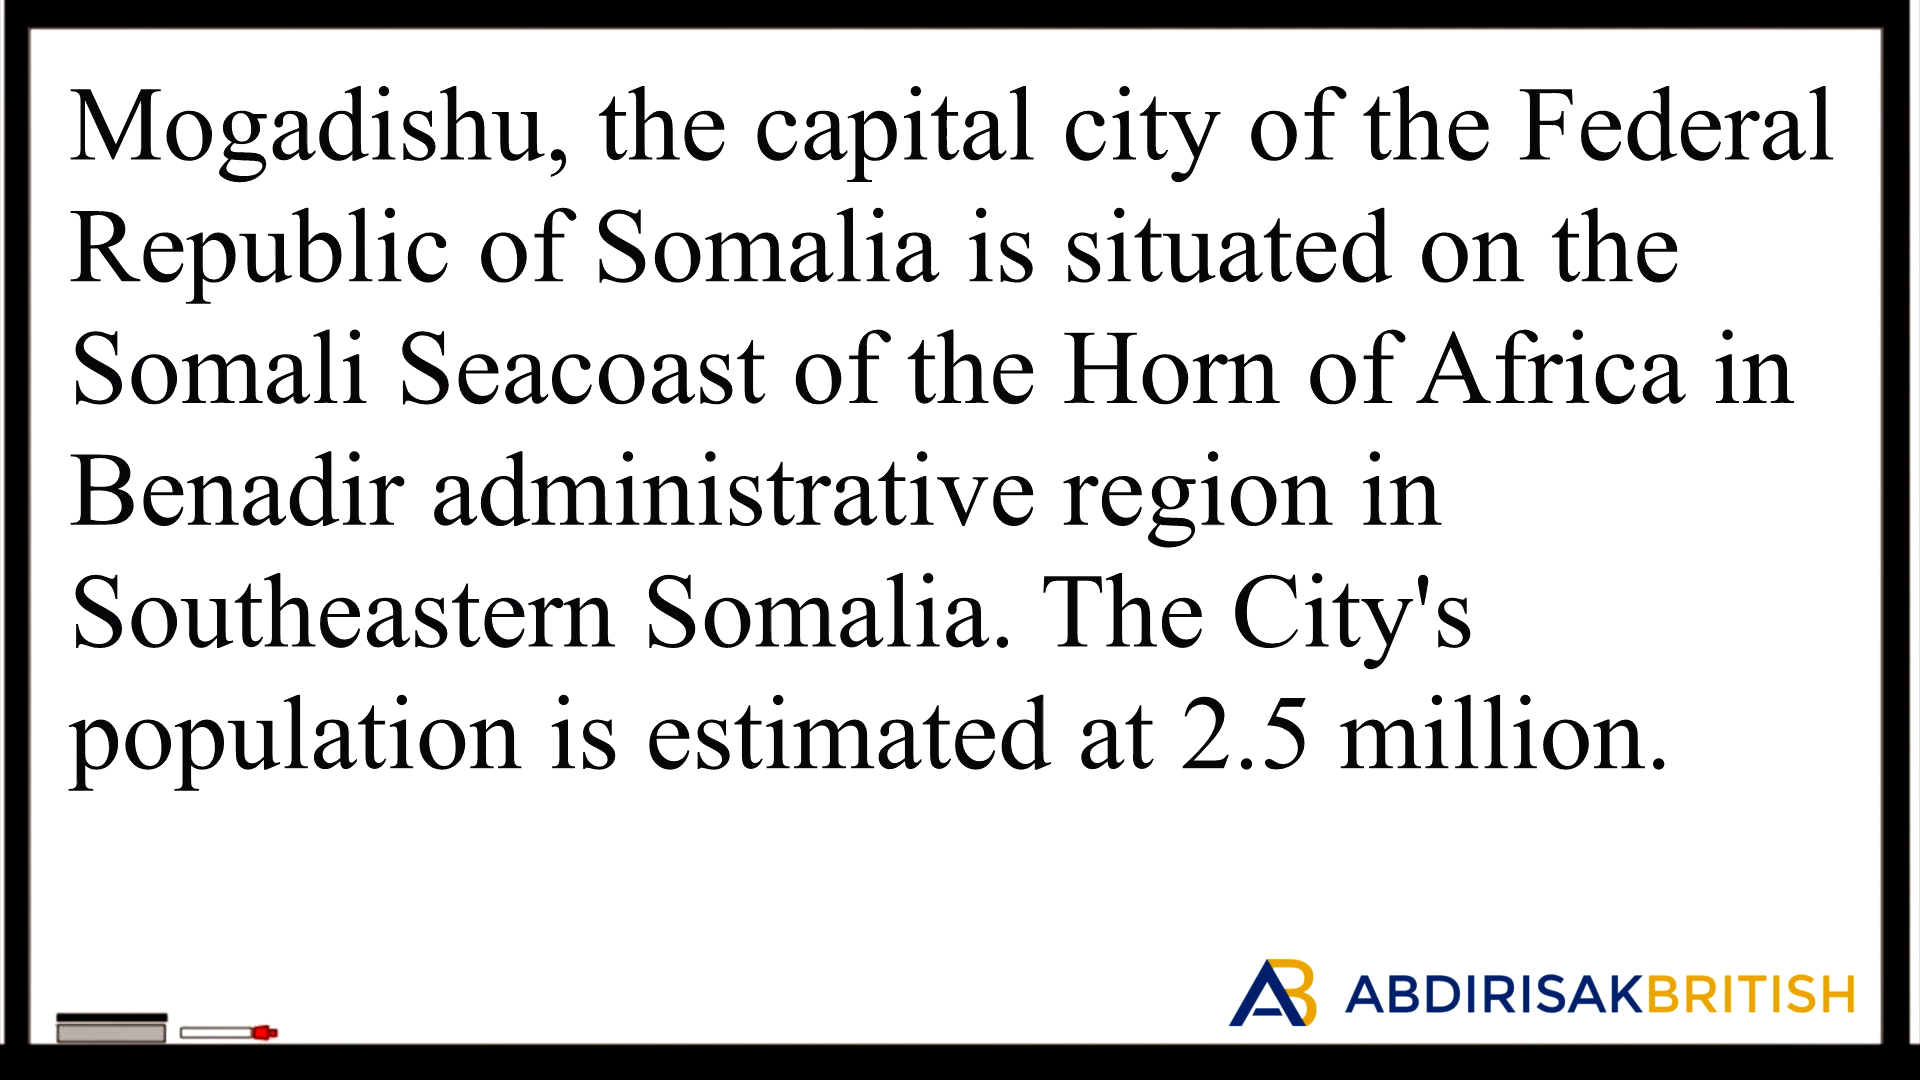 Mogadishu, the capital city of the Federal
Republic of Somalia is situated on the
Somali Seacoast of the Horn of Africa in
Benadir administrative region in
Southeastern Somalia. The City's
population is estimated at 2.5 million.
AB ABDIRISAKBRITISH